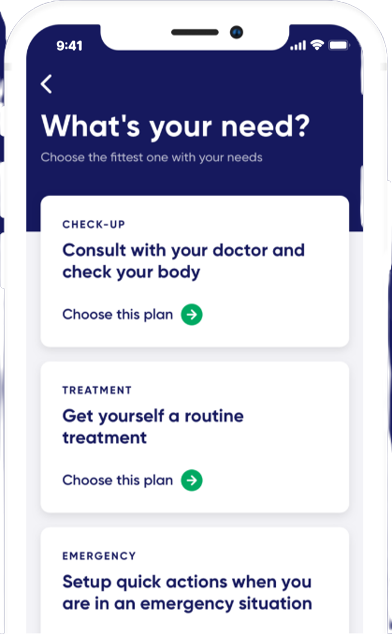 9:41
What's your need?
Choose the fittest one with your needs
CHECK-UP
Consult with your doctor and
check your body
Choose this plan
TREATMENT
Get yourself a routine
treatment
Choose this plan
EMERGENCY
Setup quick actions when you
are in an emergency situation